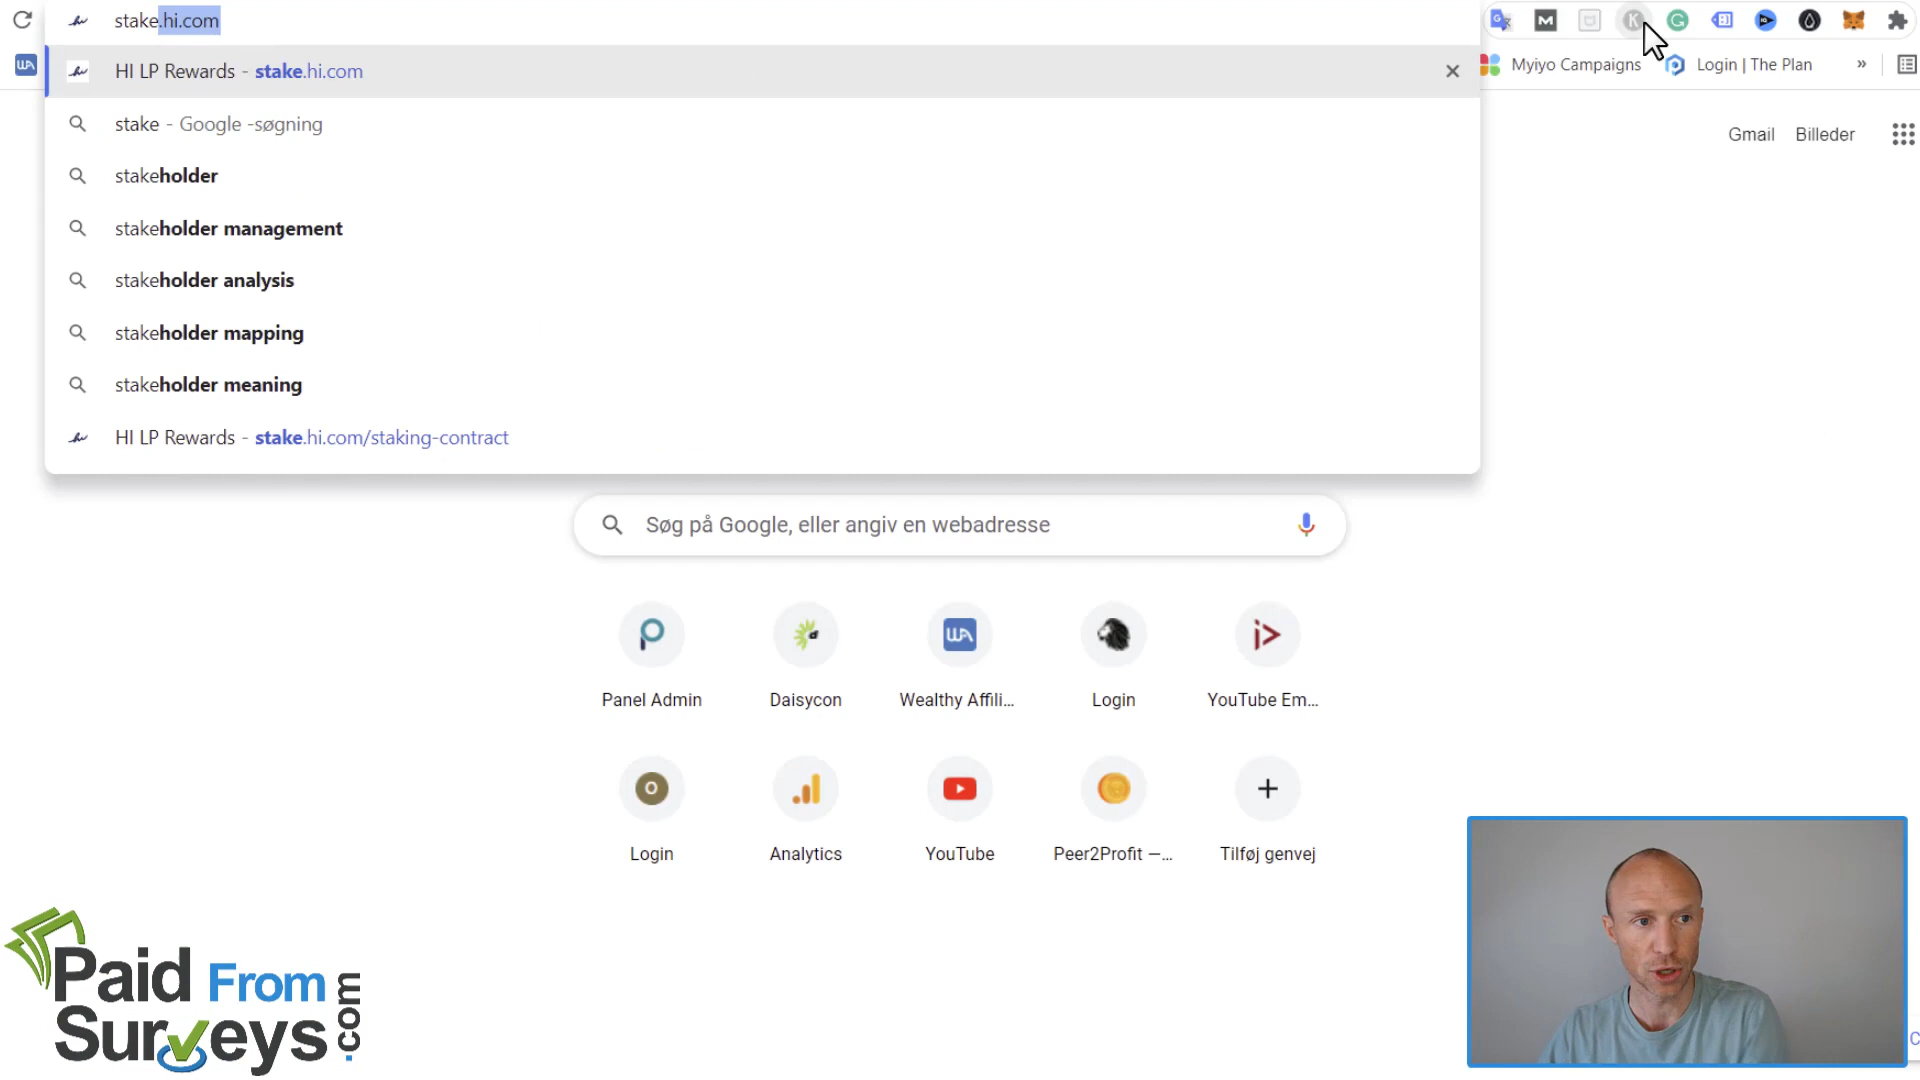 stake.hi.com
HI LP Rewards - stake.hi.com
stake - Google -søgning
stakeholder
stakeholder management
stakeholder analysis
stakeholder mapping
stakeholder meaning
HI LP Rewards - stake.hi.com/staking-contract
Myiyo Campaigns
Login | The Plan
»
Gmail
Billeder
Søg på Google, eller angiv en webadresse
Panel Admin
Daisycon
Wealthy Affili...
Login
YouTube Em...
Login
Analytics
YouTube
Peer2Profit —...
Tilføj genvej
Paid From
Surveys
.com